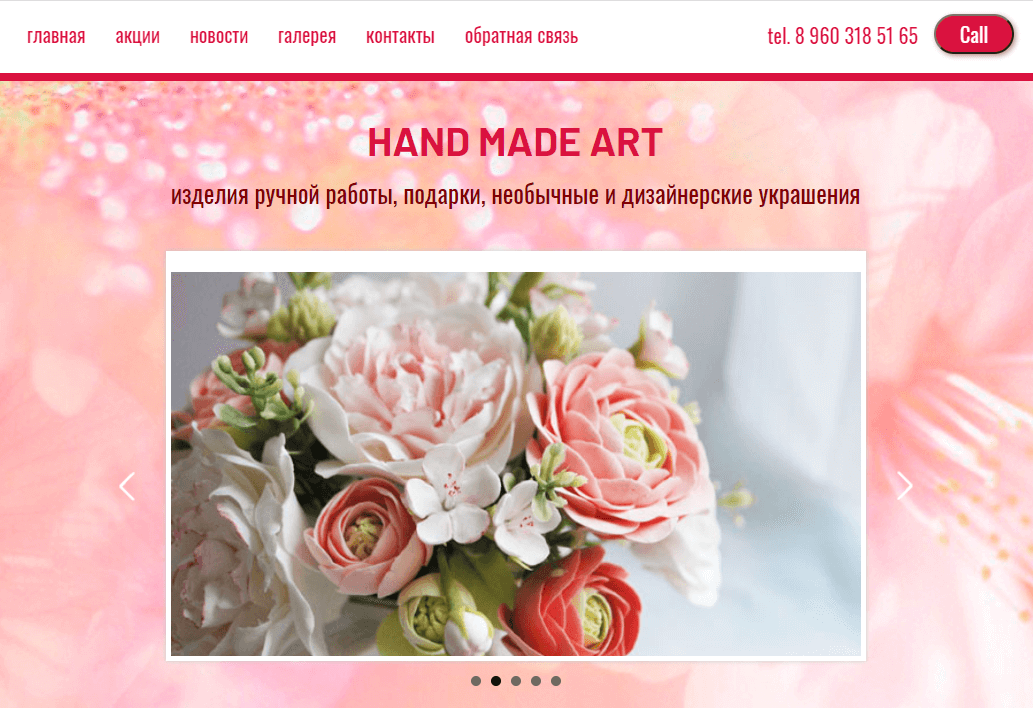 главная акции новости галерея контакты обратная связь tel. 8 960 318 51 65 Call
HAND MADE ART
изделия ручной работы, подарки, необычные и дизайнерские украшения